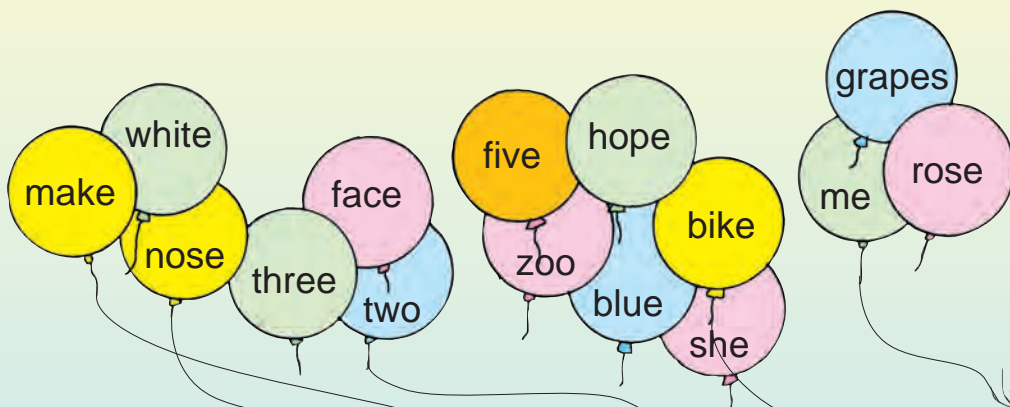 white
make
nose
three
face
two
five
hope
zoo
blue
bike
she
grapes
me
rose